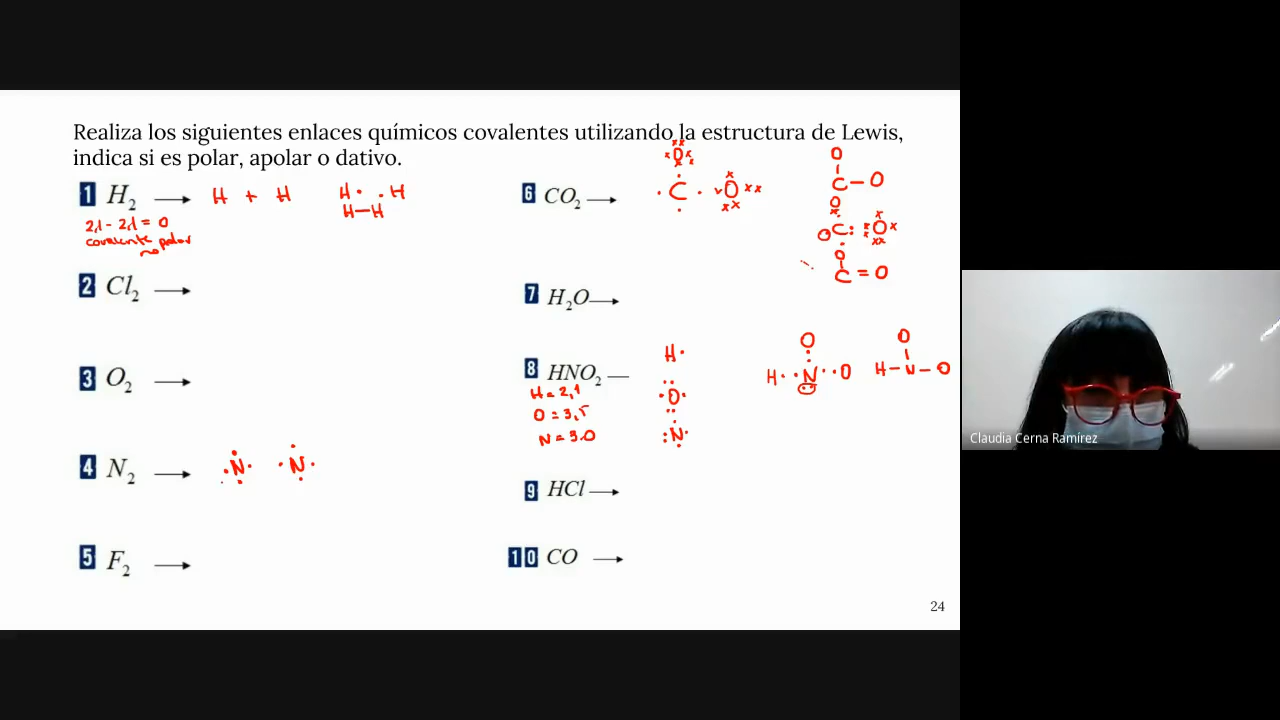 Realiza los siguientes enlaces químicos covalentes utilizando la estructura de Lewis,
indica si es polar, apolar o dativo.
1 H2 → H + H H· ·H
H—H
2,1 - 2,1 = 0
covalente polar
no
2 Cl2 →
3 O2 →
4 N2 → N N
5 F2 →
6 CO2 →
O
C O
O
C — O
O
O C : O
O
C = O
7 H2O →
8 HNO2 —
H = 2,1
O = 3,5
N = 3.0
H·
O
N
O
H · · N · · O
O
H — N — O
9 HCl →
10 CO →
24
Claudia Cerna Ramírez